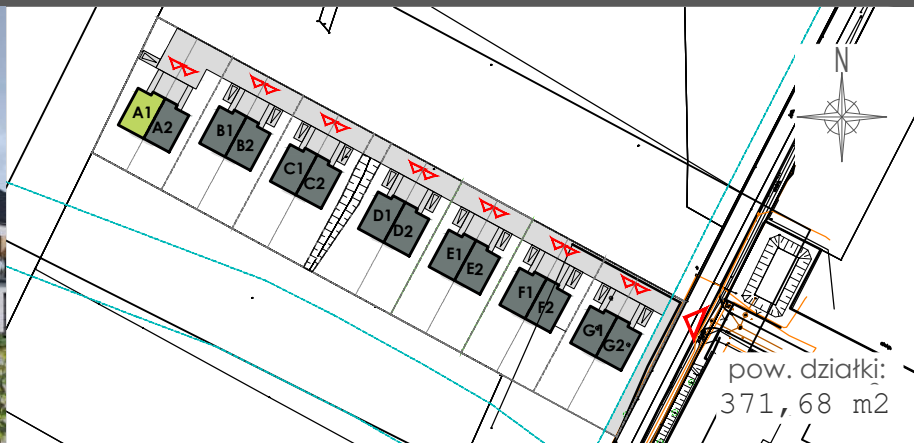 N
A1
A2
B1
B2
C1
C2
D1
D2
E1
E2
F1
F2
G1
G2
pow. działki:
371,68 m2